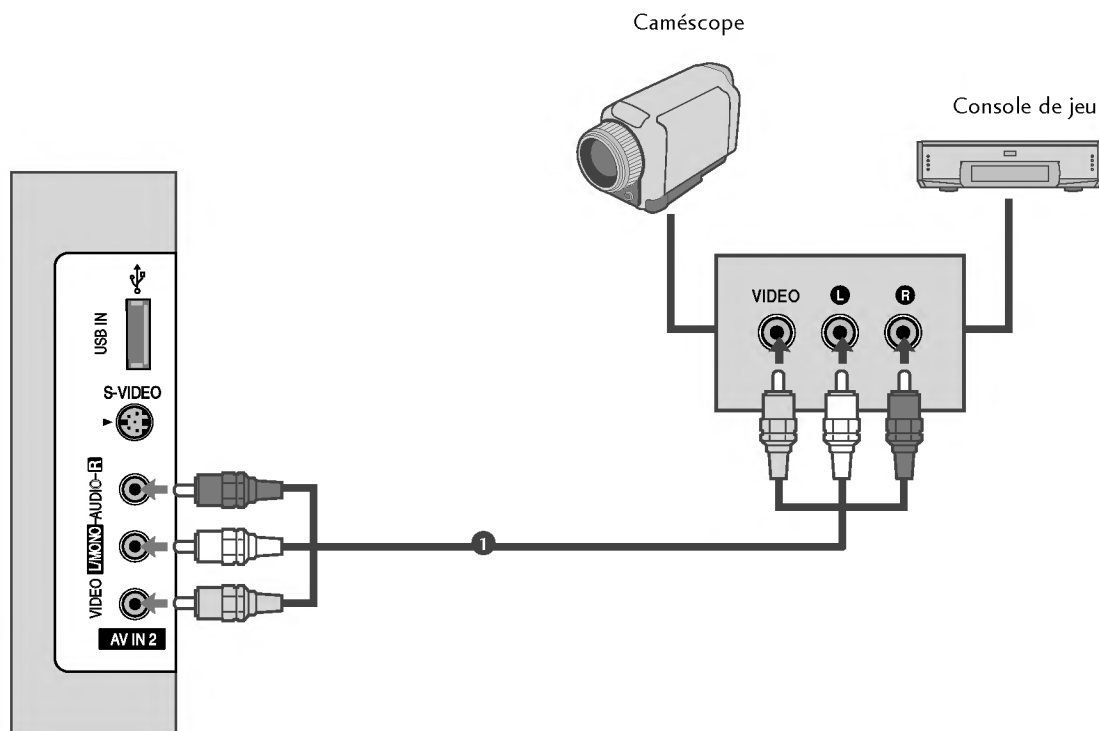 Caméscope
Console de jeu
VIDEO
L
R
USB IN
S-VIDEO
VIDEO L/MONO-AUDIO-R
AV IN 2
1